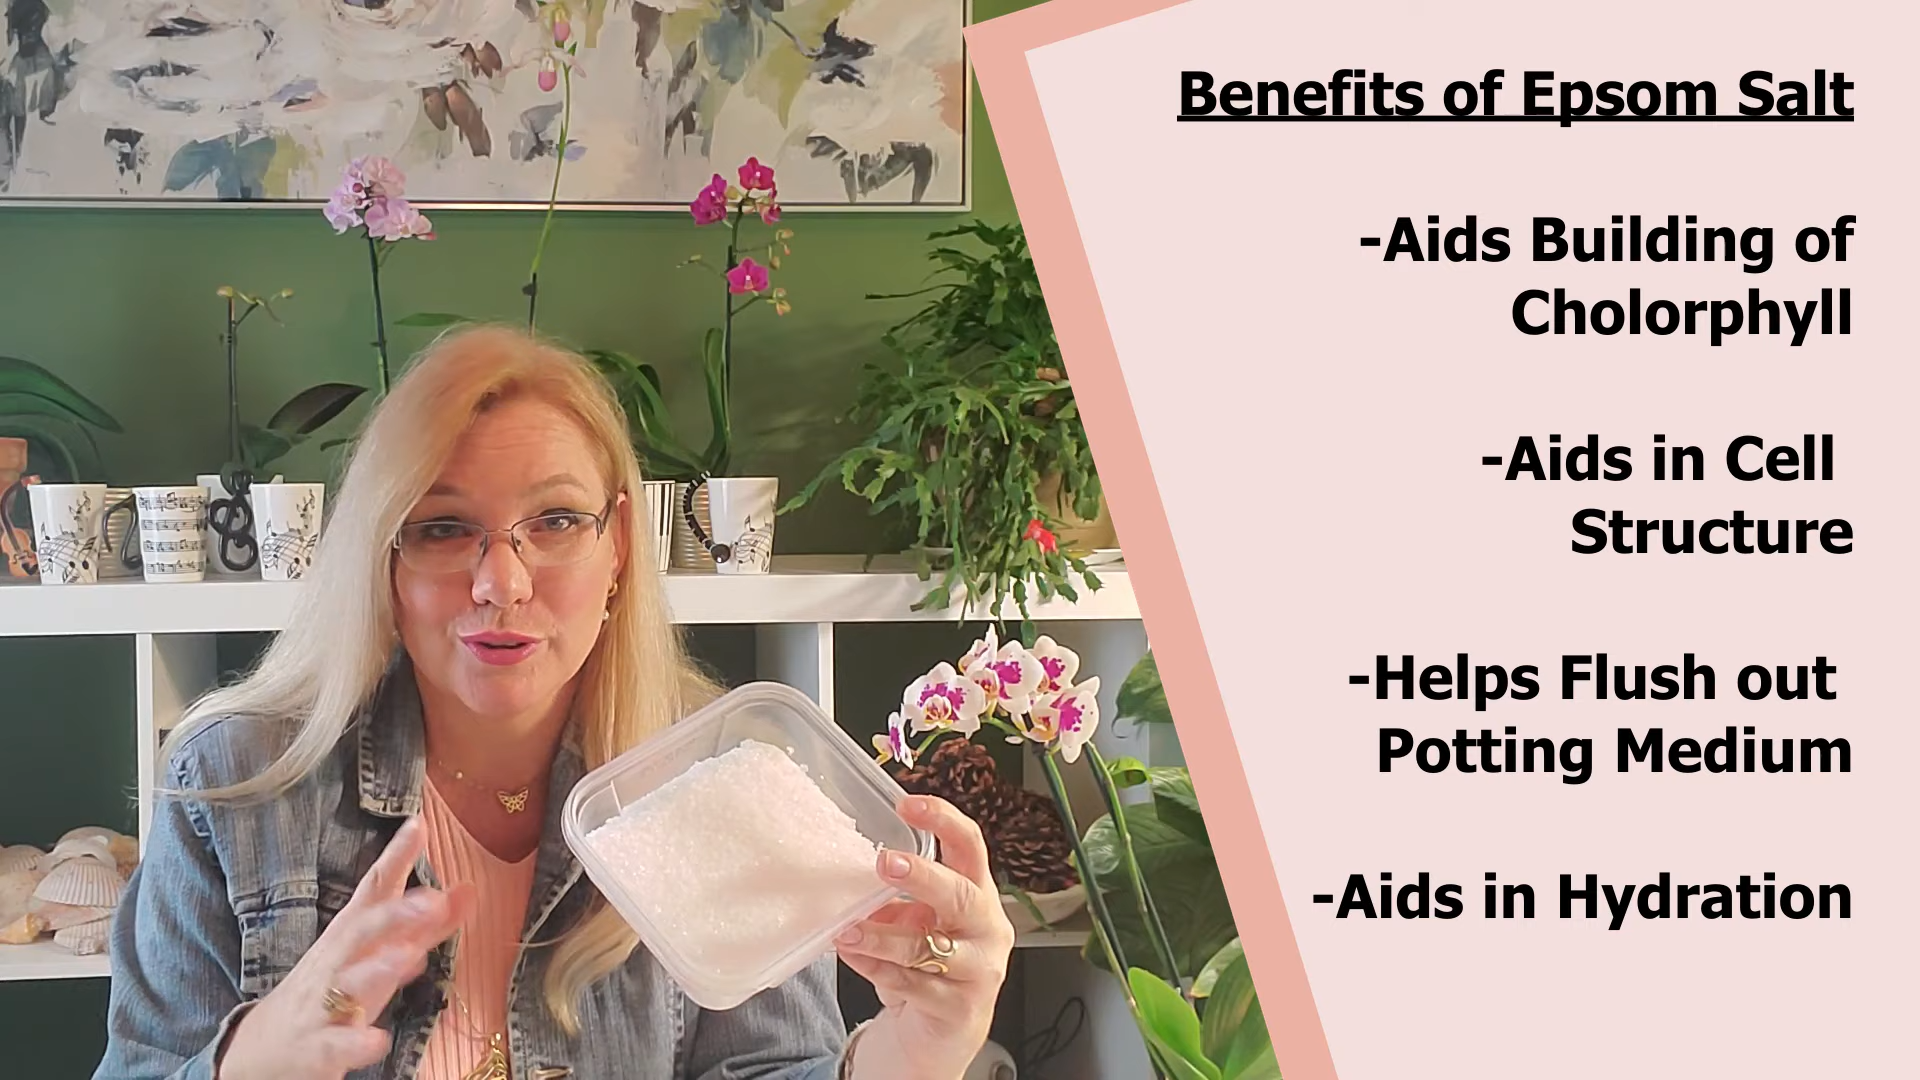 Benefits of Epsom Salt
-Aids Building of
Cholorphyll
-Aids in Cell
Structure
-Helps Flush out
Potting Medium
-Aids in Hydration